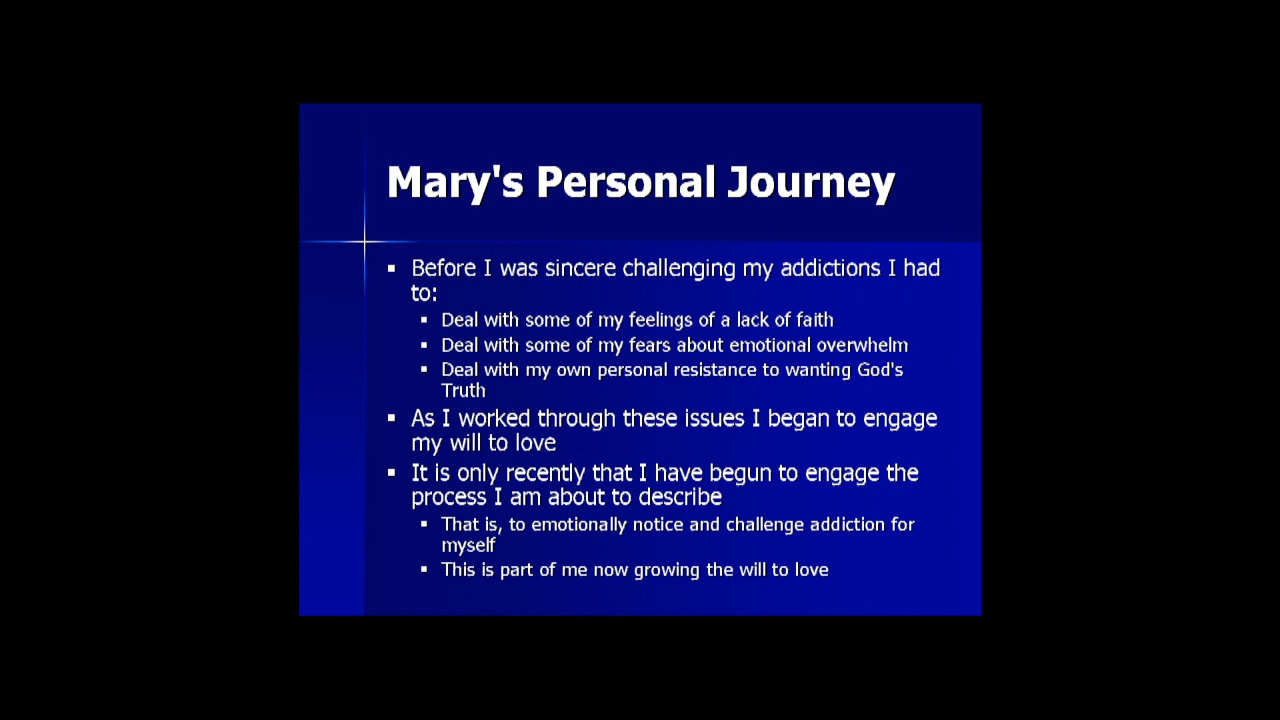 Mary's Personal Journey
▪ Before I was sincere challenging my addictions I had
to:
▪ Deal with some of my feelings of a lack of faith
▪ Deal with some of my fears about emotional overwhelm
▪ Deal with my own personal resistance to wanting God's
Truth
▪ As I worked through these issues I began to engage
my will to love
▪ It is only recently that I have begun to engage the
process I am about to describe
▪ That is, to emotionally notice and challenge addiction for
myself
▪ This is part of me now growing the will to love